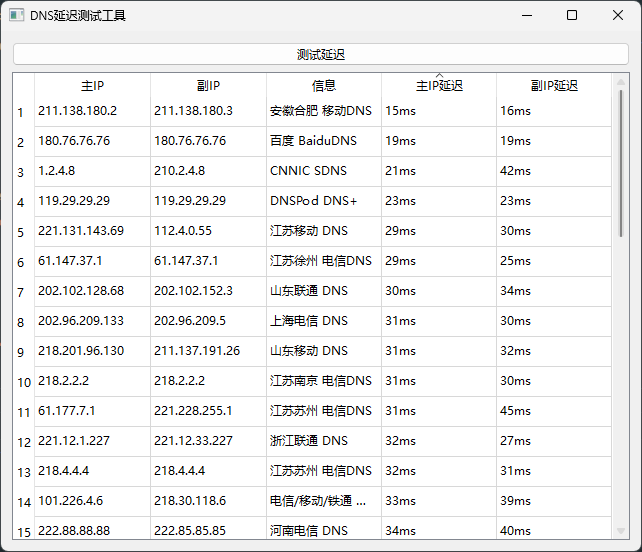 DNS延迟测试工具
测试延迟
主IP 副IP 信息 主IP延迟 副IP延迟
1 211.138.180.2 211.138.180.3 安徽合肥 移动DNS 15ms 16ms
2 180.76.76.76 180.76.76.76 百度 BaiduDNS 19ms 19ms
3 1.2.4.8 210.2.4.8 CNNIC SDNS 21ms 42ms
4 119.29.29.29 119.29.29.29 DNSPod DNS+ 23ms 23ms
5 221.131.143.69 112.4.0.55 江苏移动 DNS 29ms 30ms
6 61.147.37.1 61.147.37.1 江苏徐州 电信DNS 29ms 25ms
7 202.102.128.68 202.102.152.3 山东联通 DNS 30ms 34ms
8 202.96.209.133 202.96.209.5 上海电信 DNS 31ms 30ms
9 218.201.96.130 211.137.191.26 山东移动 DNS 31ms 32ms
10 218.2.2.2 218.2.2.2 江苏南京 电信DNS 31ms 30ms
11 61.177.7.1 221.228.255.1 江苏苏州 电信DNS 31ms 45ms
12 221.12.1.227 221.12.33.227 浙江联通 DNS 32ms 27ms
13 218.4.4.4 218.4.4.4 江苏苏州 电信DNS 32ms 31ms
14 101.226.4.6 218.30.118.6 电信/移动/铁通 ... 33ms 39ms
15 222.88.88.88 222.85.85.85 河南电信 DNS 34ms 40ms